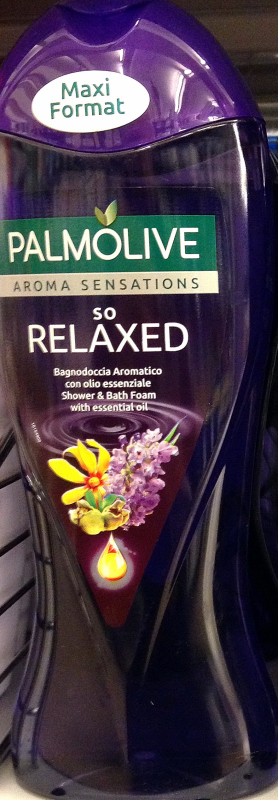 Maxi
Format
PALMOLIVE
AROMA SENSATIONS
so
RELAXED
Bagnodoccia Aromatico
con olio essenziale
Shower & Bath Foam
with essential oil